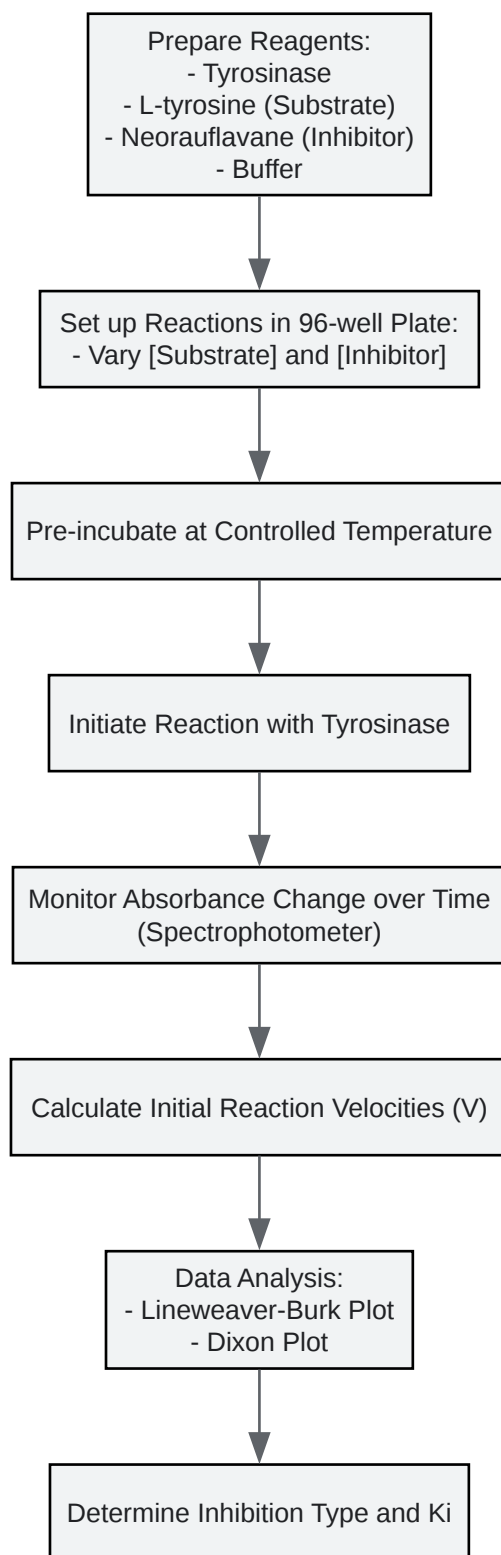 Prepare Reagents:
- Tyrosinase
- L-tyrosine (Substrate)
- Neorauflavane (Inhibitor)
- Buffer
Set up Reactions in 96-well Plate:
- Vary [Substrate] and [Inhibitor]
Pre-incubate at Controlled Temperature
Initiate Reaction with Tyrosinase
Monitor Absorbance Change over Time
(Spectrophotometer)
Calculate Initial Reaction Velocities (V)
Data Analysis:
- Lineweaver-Burk Plot
- Dixon Plot
Determine Inhibition Type and Ki